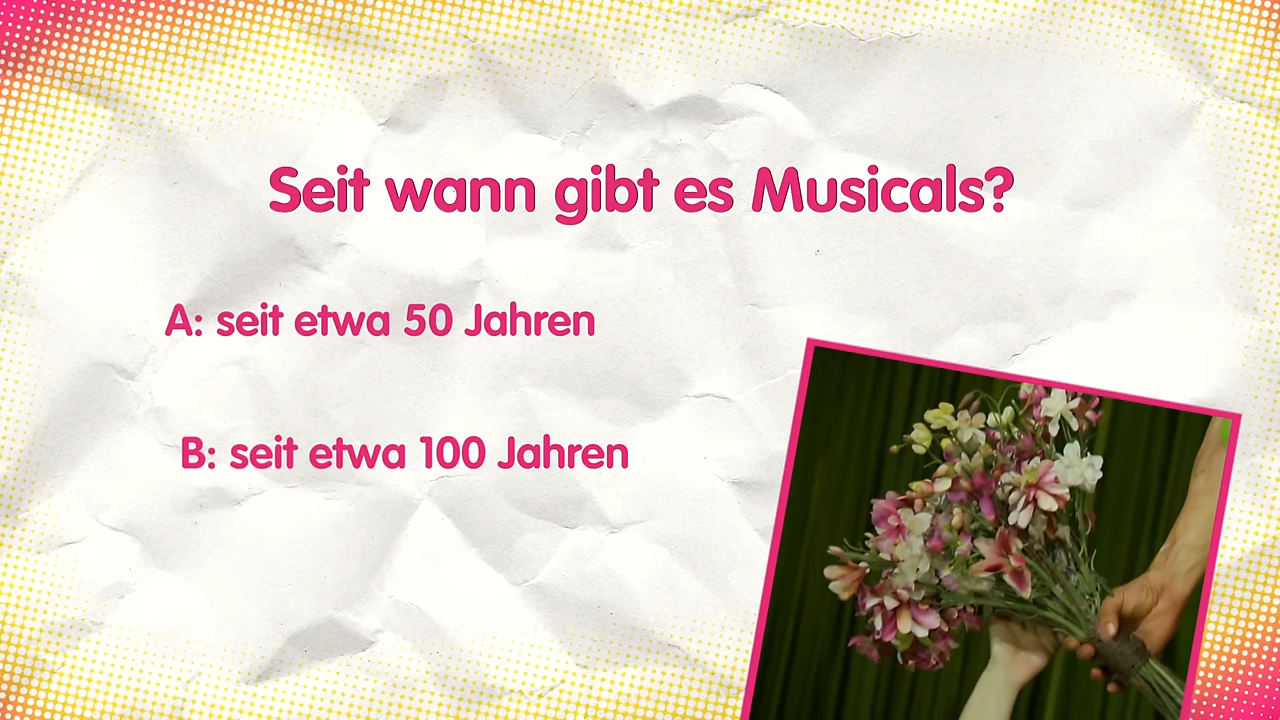 Seit wann gibt es Musicals?
A: seit etwa 50 Jahren
B: seit etwa 100 Jahren